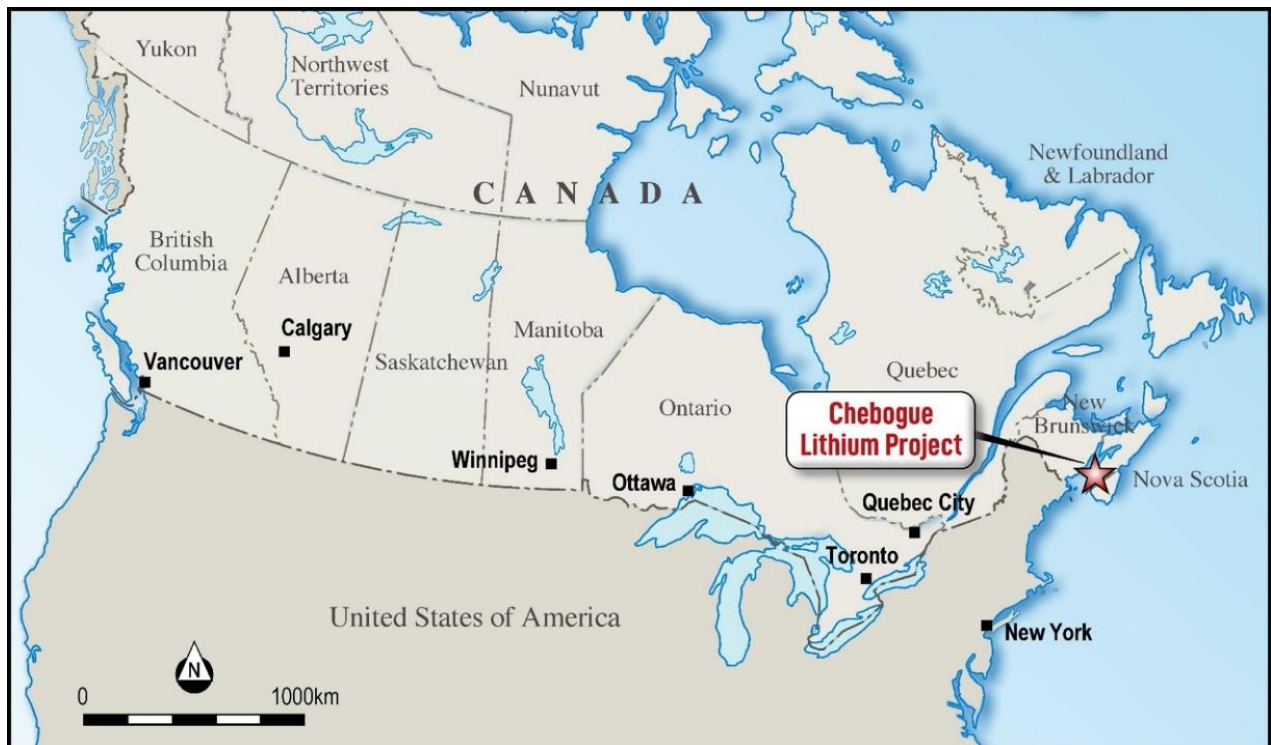 Yukon
Northwest
Territories
Nunavut
Newfoundland
& Labrador
CANADA
British
Columbia
Alberta
Calgary
Manitoba
Saskatchewan
Vancouver
Quebec
Ontario
Chebogue
Lithium Project
New
Brunswick
Winnipeg
Ottawa
Nova Scotia
Quebec City
Toronto
United States of America
New York
N
0
1000km